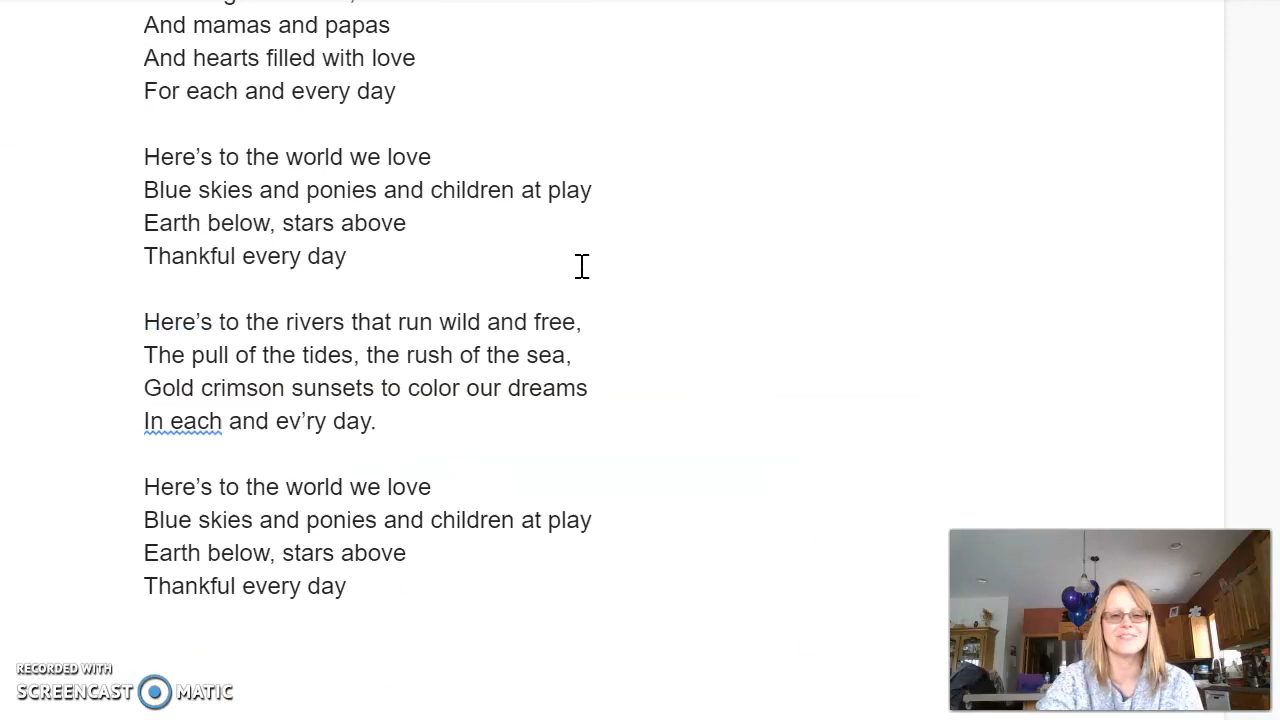 And mamas and papas
And hearts filled with love
For each and every day
Here’s to the world we love
Blue skies and ponies and children at play
Earth below, stars above
Thankful every day
Here’s to the rivers that run wild and free,
The pull of the tides, the rush of the sea,
Gold crimson sunsets to color our dreams
In each and ev’ry day.
Here’s to the world we love
Blue skies and ponies and children at play
Earth below, stars above
Thankful every day
RECORDED WITH
SCREENCAST MATIC